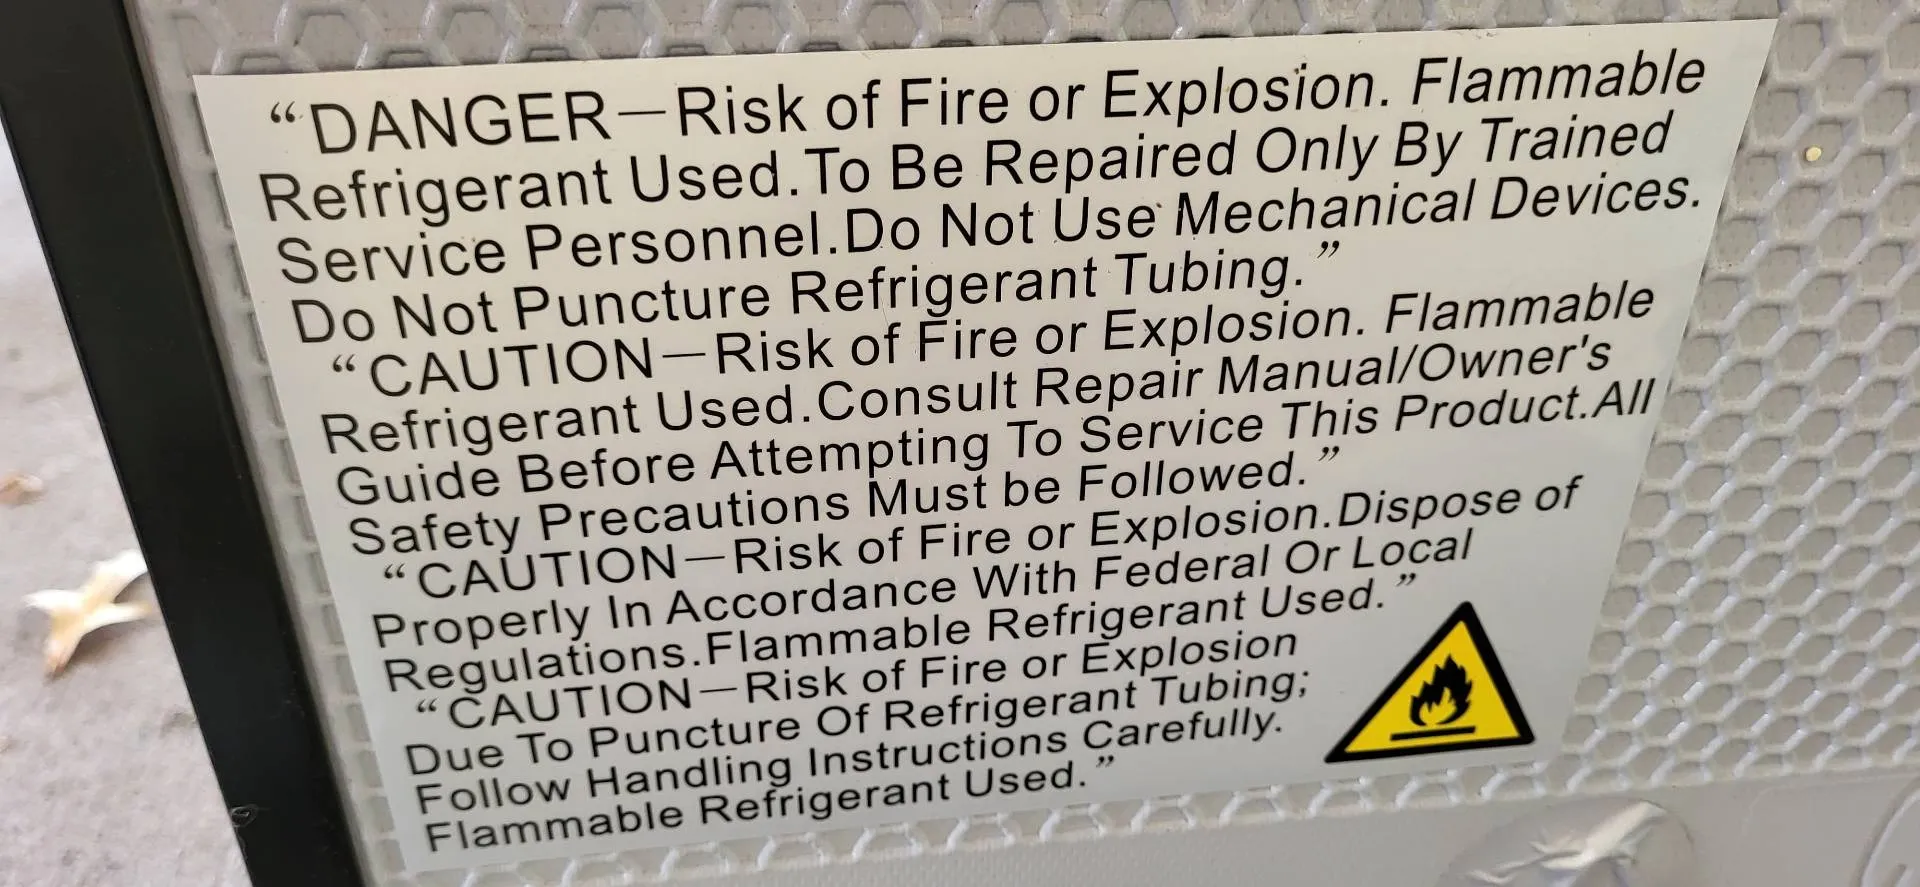 “DANGER—Risk of Fire or Explosion. Flammable
Refrigerant Used.To Be Repaired Only By Trained
Service Personnel.Do Not Use Mechanical Devices.
Do Not Puncture Refrigerant Tubing.”
“CAUTION—Risk of Fire or Explosion. Flammable
Refrigerant Used.Consult Repair Manual/Owner's
Guide Before Attempting To Service This Product.All
Safety Precautions Must be Followed.”
“CAUTION—Risk of Fire or Explosion.Dispose of
Properly In Accordance With Federal Or Local
Regulations.Flammable Refrigerant Used.”
“CAUTION—Risk of Fire or Explosion
Due To Puncture Of Refrigerant Tubing;
Follow Handling Instructions Carefully.
Flammable Refrigerant Used.”